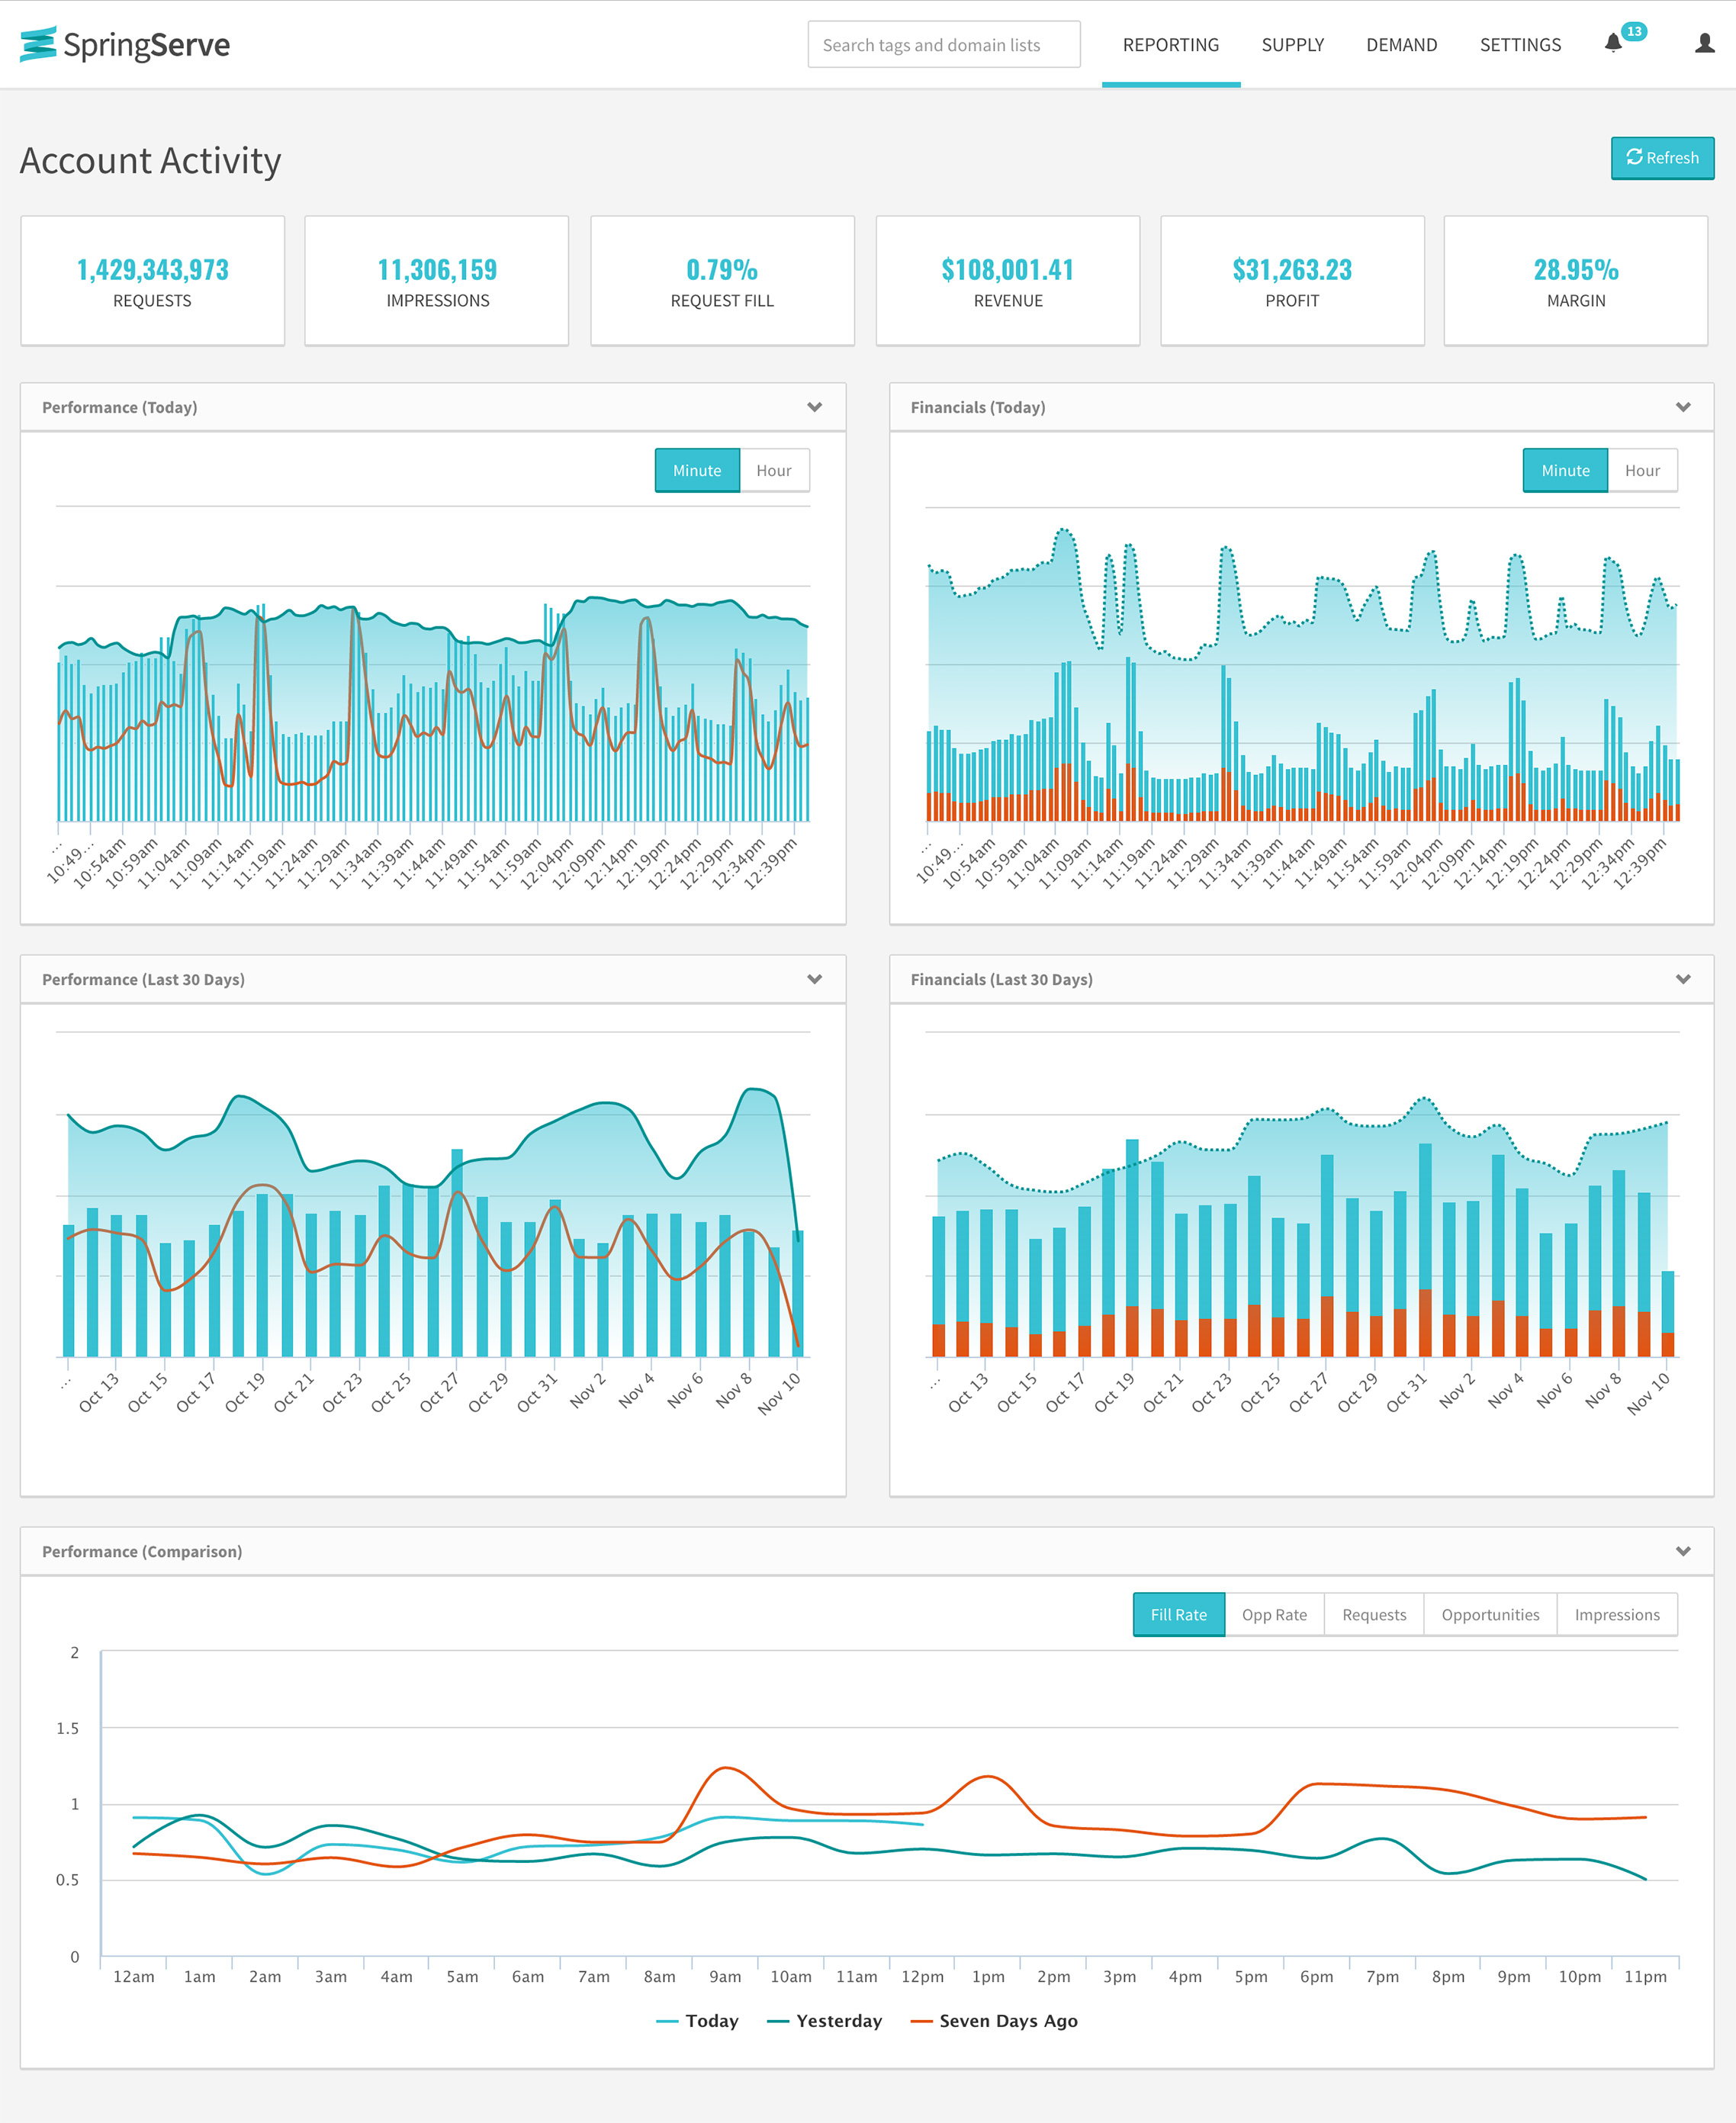 SpringServe
Search tags and domain lists
REPORTING
SUPPLY
DEMAND
SETTINGS
13
Account Activity
Refresh
1,429,343,973
REQUESTS
11,306,159
IMPRESSIONS
0.79%
REQUEST FILL
$108,001.41
REVENUE
$31,263.23
PROFIT
28.95%
MARGIN
Performance (Today)
Minute
Hour
...
10:49...
10:54am
10:59am
11:04am
11:09am
11:14am
11:19am
11:24am
11:29am
11:34am
11:39am
11:44am
11:49am
11:54am
11:59am
12:04pm
12:09pm
12:14pm
12:19pm
12:24pm
12:29pm
12:34pm
12:39pm
Financials (Today)
Minute
Hour
...
10:49...
10:54am
10:59am
11:04am
11:09am
11:14am
11:19am
11:24am
11:29am
11:34am
11:39am
11:44am
11:49am
11:54am
11:59am
12:04pm
12:09pm
12:14pm
12:19pm
12:24pm
12:29pm
12:34pm
12:39pm
Performance (Last 30 Days)
...
Oct 13
Oct 15
Oct 17
Oct 19
Oct 21
Oct 23
Oct 25
Oct 27
Oct 29
Oct 31
Nov 2
Nov 4
Nov 6
Nov 8
Nov 10
Financials (Last 30 Days)
...
Oct 13
Oct 15
Oct 17
Oct 19
Oct 21
Oct 23
Oct 25
Oct 27
Oct 29
Oct 31
Nov 2
Nov 4
Nov 6
Nov 8
Nov 10
Performance (Comparison)
Fill Rate
Opp Rate
Requests
Opportunities
Impressions
2
1.5
1
0.5
0
12am
1am
2am
3am
4am
5am
6am
7am
8am
9am
10am
11am
12pm
1pm
2pm
3pm
4pm
5pm
6pm
7pm
8pm
9pm
10pm
11pm
Today
Yesterday
Seven Days Ago